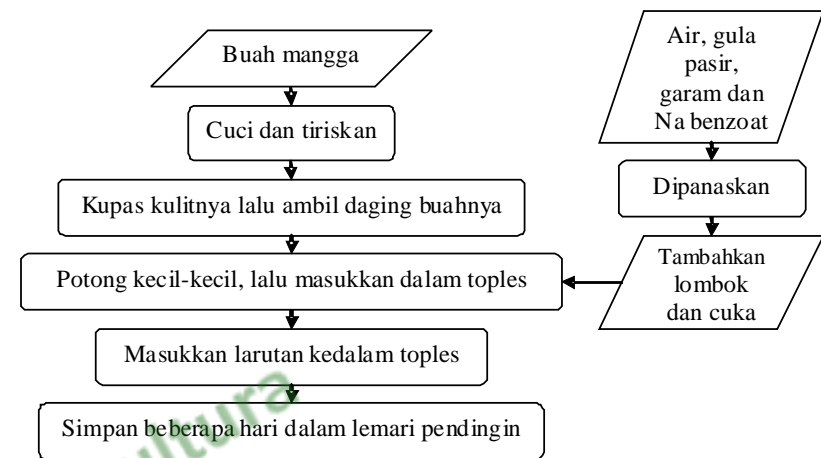 Buah mangga
Cuci dan tiriskan
Kupas kulitnya lalu ambil daging buahnya
Potong kecil-kecil, lalu masukkan dalam toples
Masukkan larutan kedalam toples
Simpan beberapa hari dalam lemari pendingin
Air, gula
pasir,
garam dan
Na benzoat
Dipanaskan
Tambahkan
lombok
dan cuka